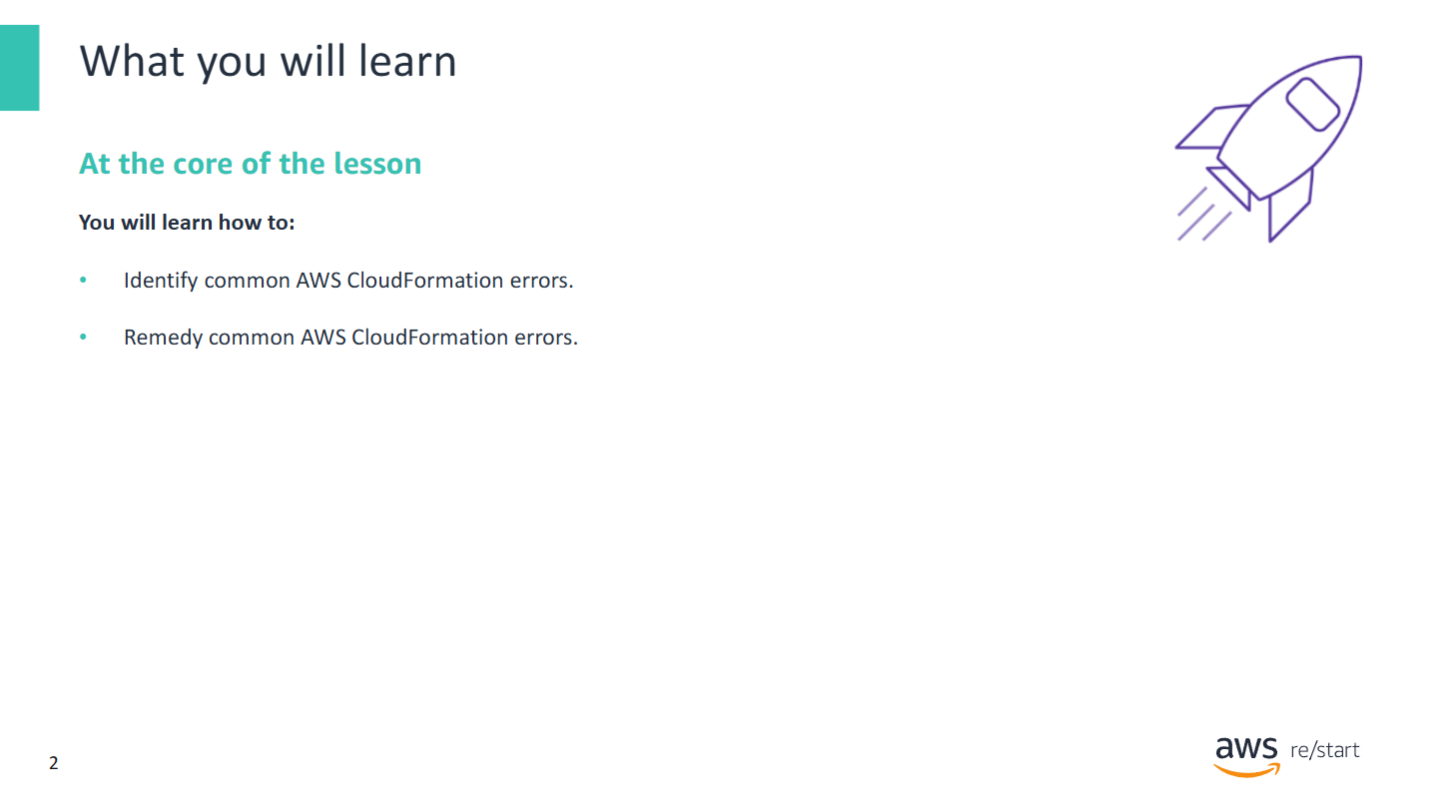 What you will learn
At the core of the lesson
You will learn how to:
• Identify common AWS CloudFormation errors.
• Remedy common AWS CloudFormation errors.
2
aws re/start